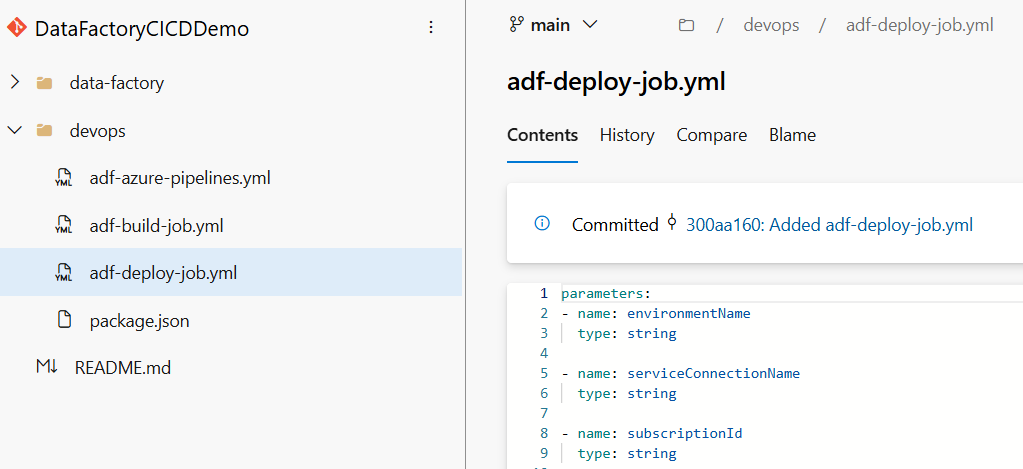 DataFactoryCICDDemo
data-factory
devops
YML adf-azure-pipelines.yml
YML adf-build-job.yml
YML adf-deploy-job.yml
package.json
M↓ README.md
main / devops / adf-deploy-job.yml
adf-deploy-job.yml
Contents History Compare Blame
Committed 300aa160: Added adf-deploy-job.yml
1 parameters:
2 - name: environmentName
3 type: string
4
5 - name: serviceConnectionName
6 type: string
7
8 - name: subscriptionId
9 type: string